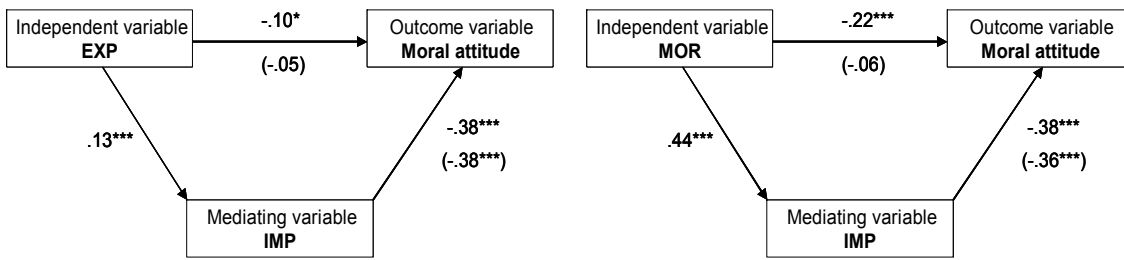 Independent variable
EXP
-.10*
(-.05)
Outcome variable
Moral attitude
.13***
-.38***
(-.38***)
Mediating variable
IMP
Independent variable
MOR
-.22***
(-.06)
Outcome variable
Moral attitude
.44***
-.38***
(-.36***)
Mediating variable
IMP